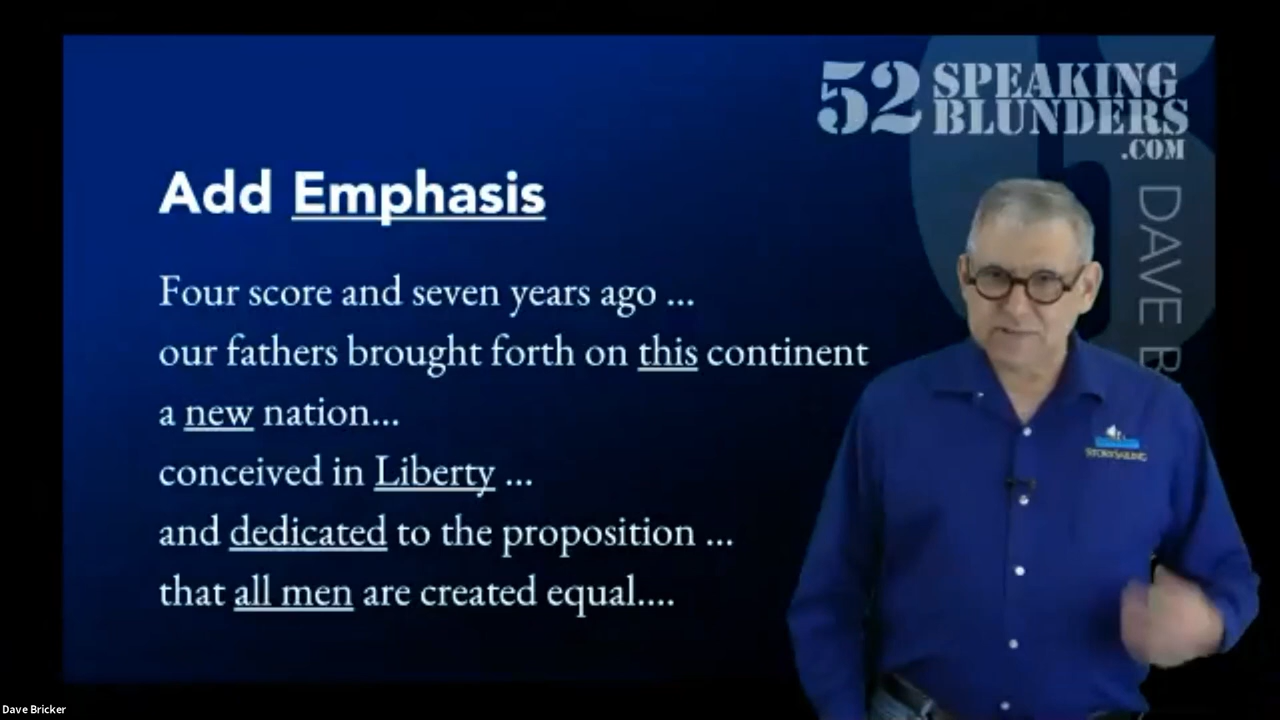 52 SPEAKING
BLUNDERS
.COM
DAVE B
Add Emphasis
Four score and seven years ago ...
our fathers brought forth on this continent
a new nation...
conceived in Liberty ...
and dedicated to the proposition ...
that all men are created equal....
STORYSAILING
Dave Bricker